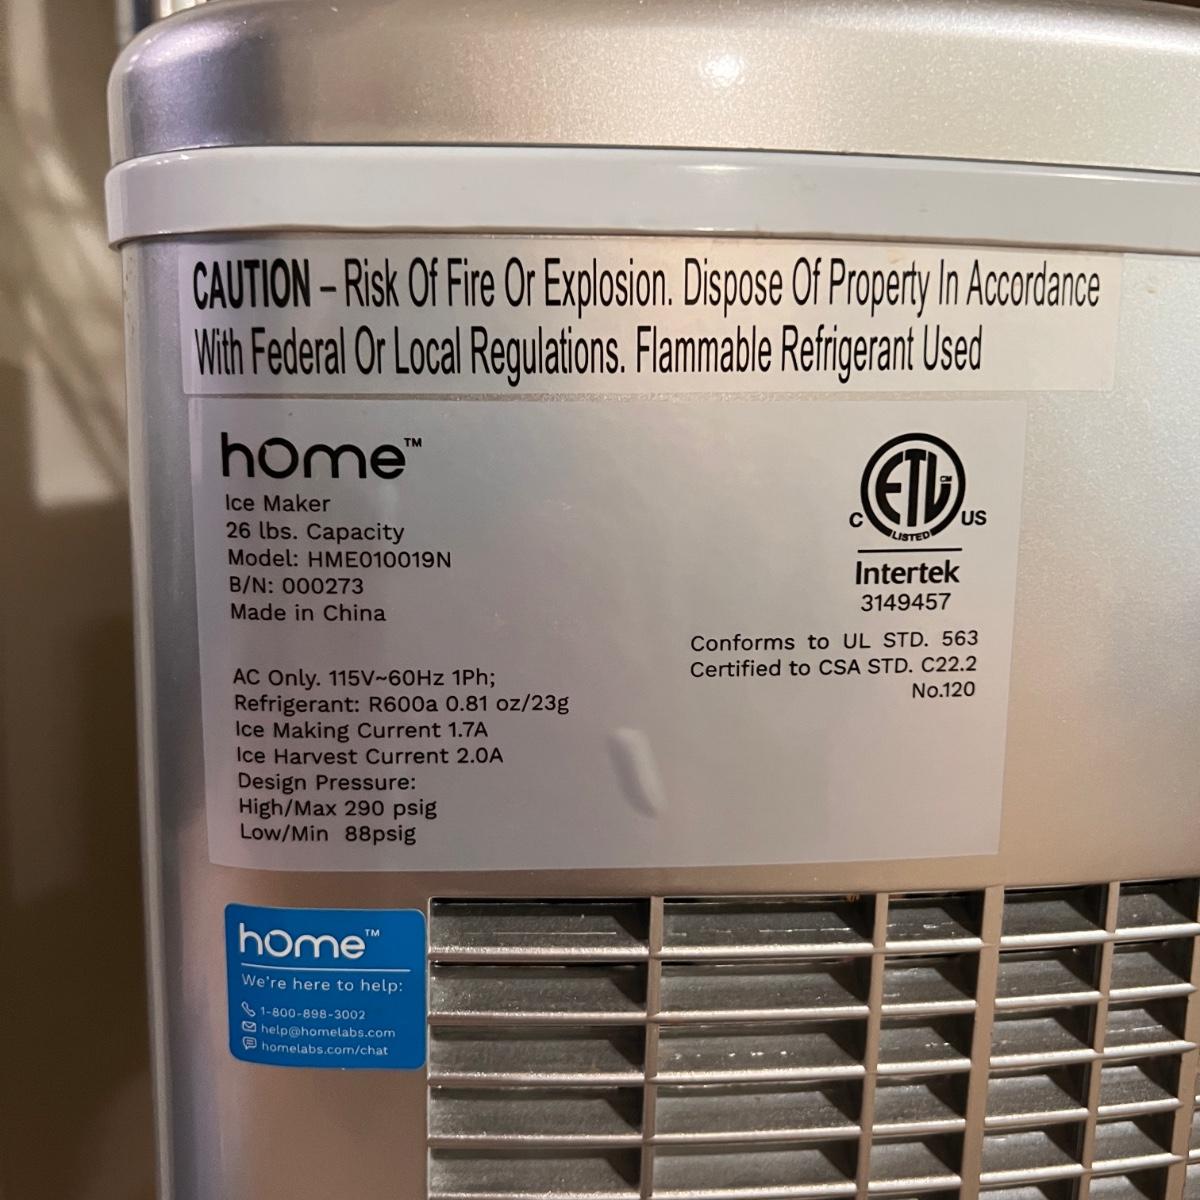 CAUTION – Risk Of Fire Or Explosion. Dispose Of Property In Accordance
With Federal Or Local Regulations. Flammable Refrigerant Used
home™
Ice Maker
26 lbs. Capacity
Model: HME010019N
B/N: 000273
Made in China
AC Only. 115V~60Hz 1Ph;
Refrigerant: R600a 0.81 oz/23g
Ice Making Current 1.7A
Ice Harvest Current 2.0A
Design Pressure:
High/Max 290 psig
Low/Min 88psig
ETL CM
C US
LISTED
Intertek
3149457
Conforms to UL STD. 563
Certified to CSA STD. C22.2
No.120
home™
We're here to help:
1-800-898-3002
help@homelabs.com
homelabs.com/chat